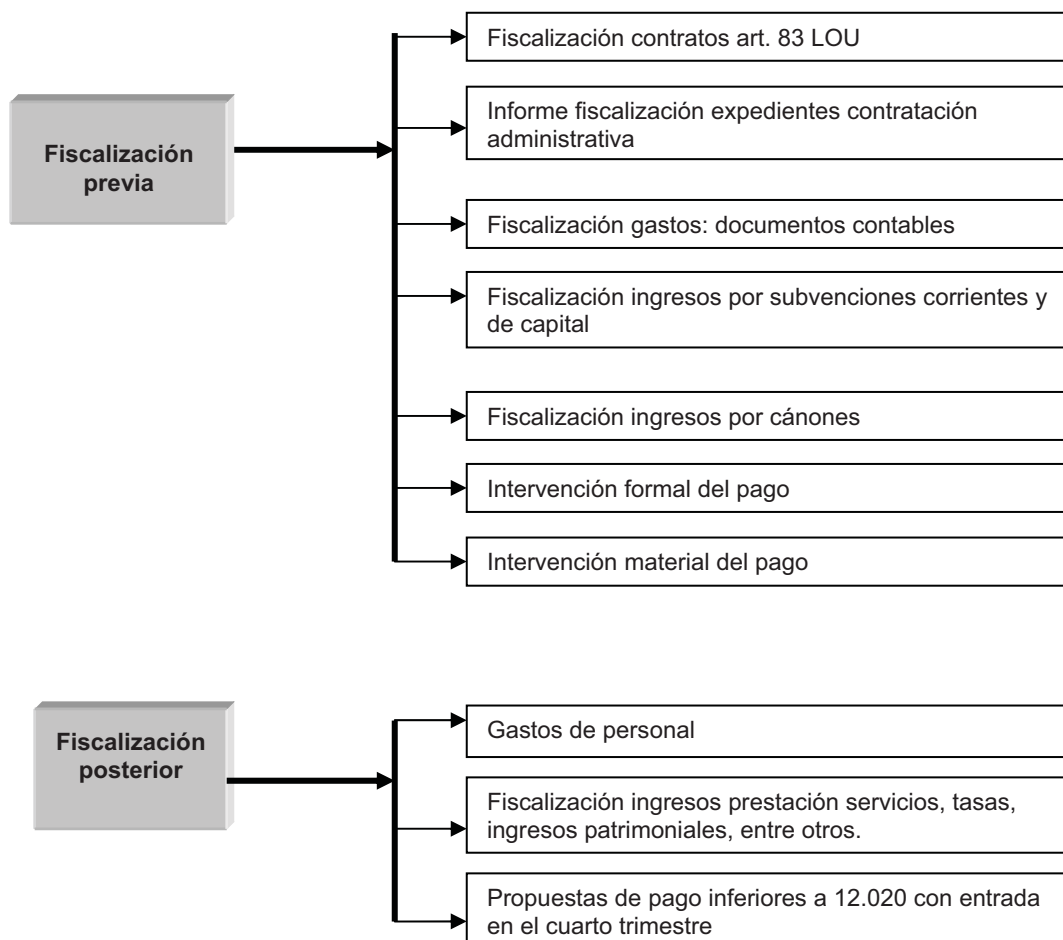 Fiscalización
previa
Fiscalización contratos art. 83 LOU
Informe fiscalización expedientes contratación
administrativa
Fiscalización gastos: documentos contables
Fiscalización ingresos por subvenciones corrientes y
de capital
Fiscalización ingresos por cánones
Intervención formal del pago
Intervención material del pago
Fiscalización
posterior
Gastos de personal
Fiscalización ingresos prestación servicios, tasas,
ingresos patrimoniales, entre otros.
Propuestas de pago inferiores a 12.020 con entrada
en el cuarto trimestre